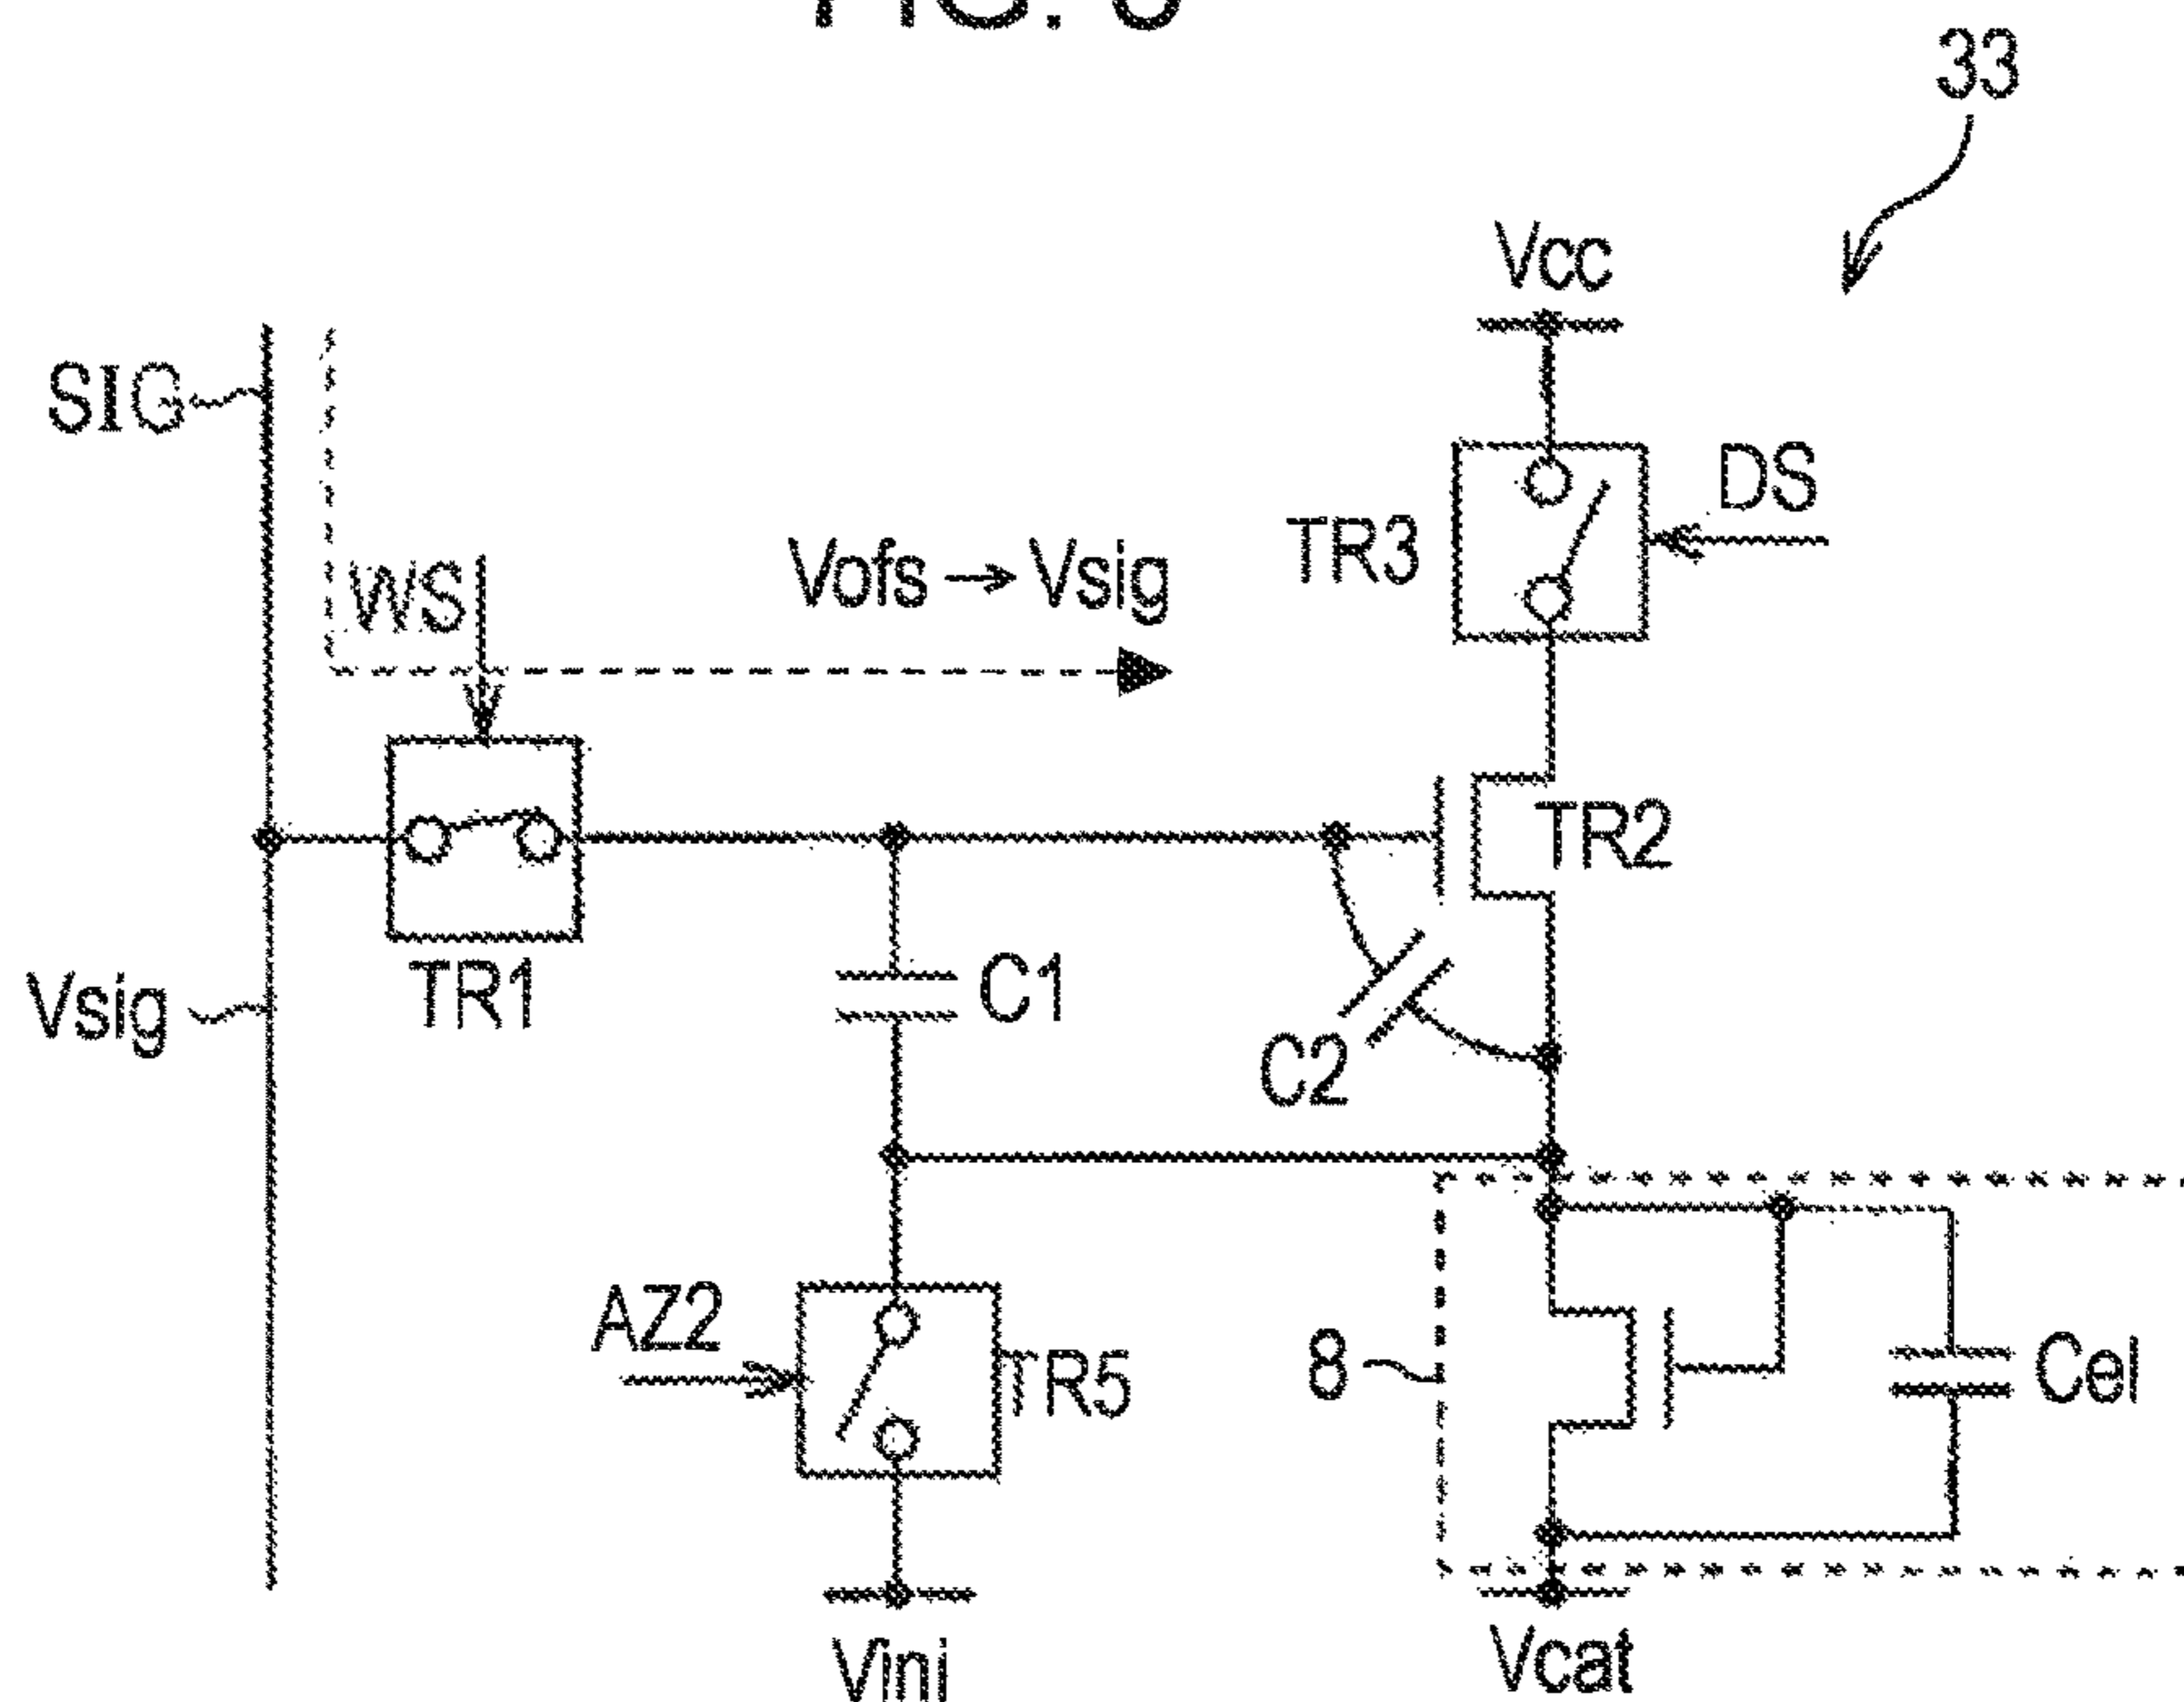 33
Vcc
SIG
DS
TR3
WS
Vofs → Vsig
TR2
TR1
C1
Vsig
C2
AZ2
TR5
8
Cel
Vini
Vcat